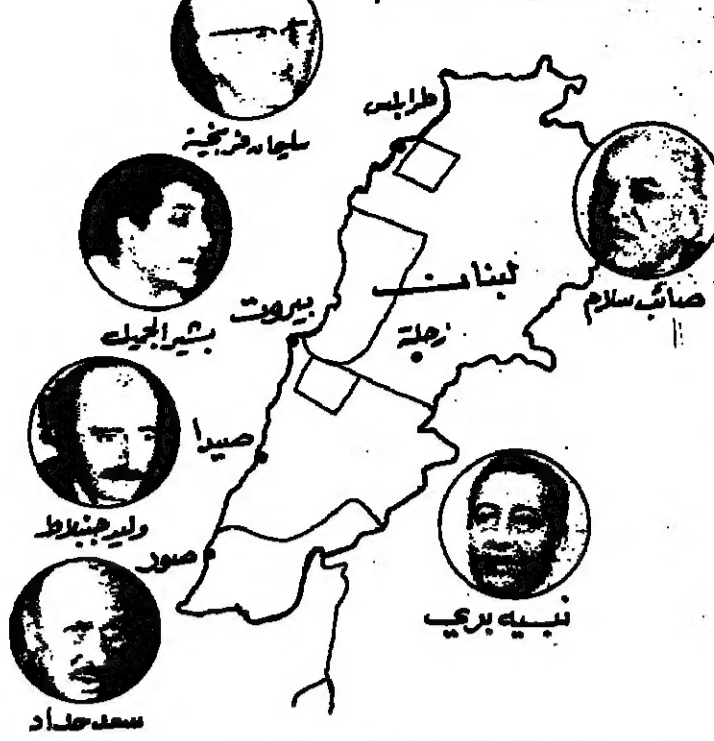 طرابلس
سليمان فرنجية
صائب سلام
لبنان
بيروت
بشير الجميل
زحلة
صيدا
وليد جنبلاط
صور
نبيه بري
سعد حداد